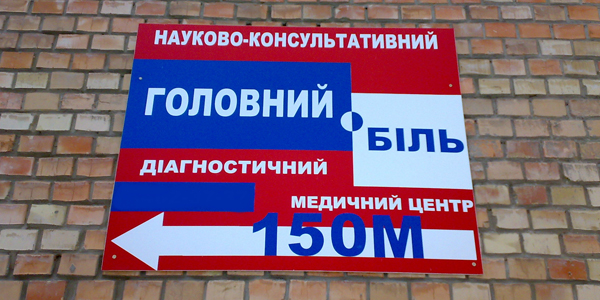 НАУКОВО-КОНСУЛЬТАТИВНИЙ
ГОЛОВНИЙ
БІЛЬ
ДІАГНОСТИЧНИЙ
МЕДИЧНИЙ ЦЕНТР
150М